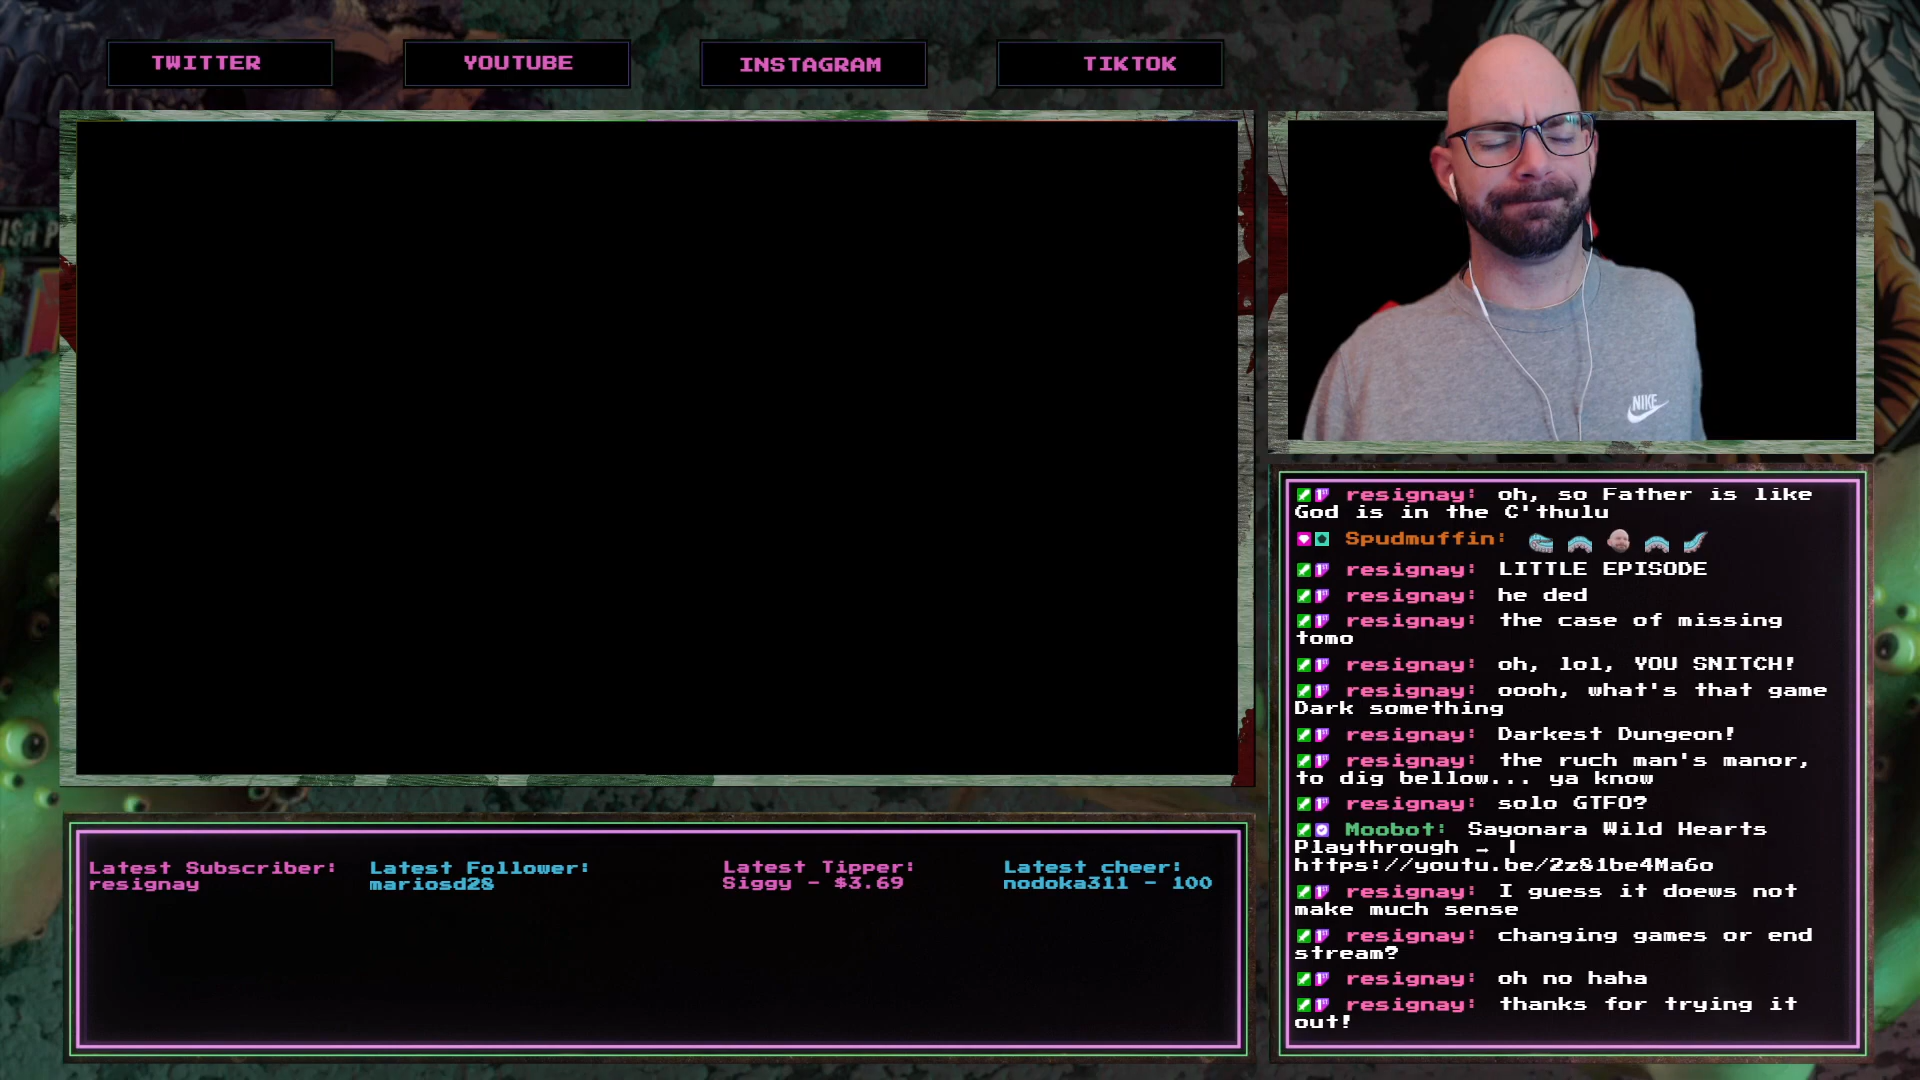 TWITTER
YOUTUBE
INSTAGRAM
TIKTOK
NIKE
resignay: oh, so Father is like
God is in the C'thulu
Spudmuffin:
resignay: LITTLE EPISODE
resignay: he ded
resignay: the case of missing
tomo
resignay: oh, lol, YOU SNITCH!
resignay: oooh, what's that game
Dark something
resignay: Darkest Dungeon!
resignay: the ruch man's manor,
to dig bellow... ya know
resignay: solo GTFO?
Moobot: Sayonara Wild Hearts
Playthrough → |
https://youtu.be/2z81be4Ma6o
resignay: I guess it doews not
make much sense
resignay: changing games or end
stream?
resignay: oh no haha
resignay: thanks for trying it
out!
Latest Subscriber:
resignay
Latest Follower:
mariosd28
Latest Tipper:
Siggy - $3.69
Latest cheer:
nodoka311 - 100